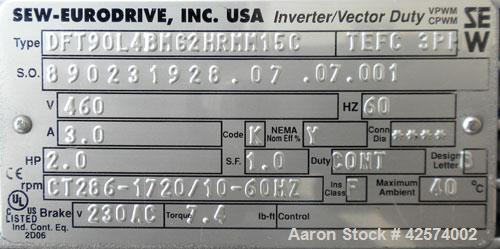 SEW-EURODRIVE, INC. USA Inverter/Vector Duty VPWM CPWM SEW
Type DFT90L4BMG2HRMM15C TEFC 3PH
S.O. 890231928.07.07.001
V 460 HZ 60
A 3.0 Code K NEMA Nom Eff % Y Conn Dia ****
HP 2.0 S.F. 1.0 Duty CONT Design Letter B
rpm CT286-1720/10-60HZ Ins Class F Maximum Ambient 40 °C
Brake V 230AC Torque 7.4 lb-ft Control
CE
UL
C US
LISTED
Ind. Cont. Eq.
2D06
Aaron Stock #42574002